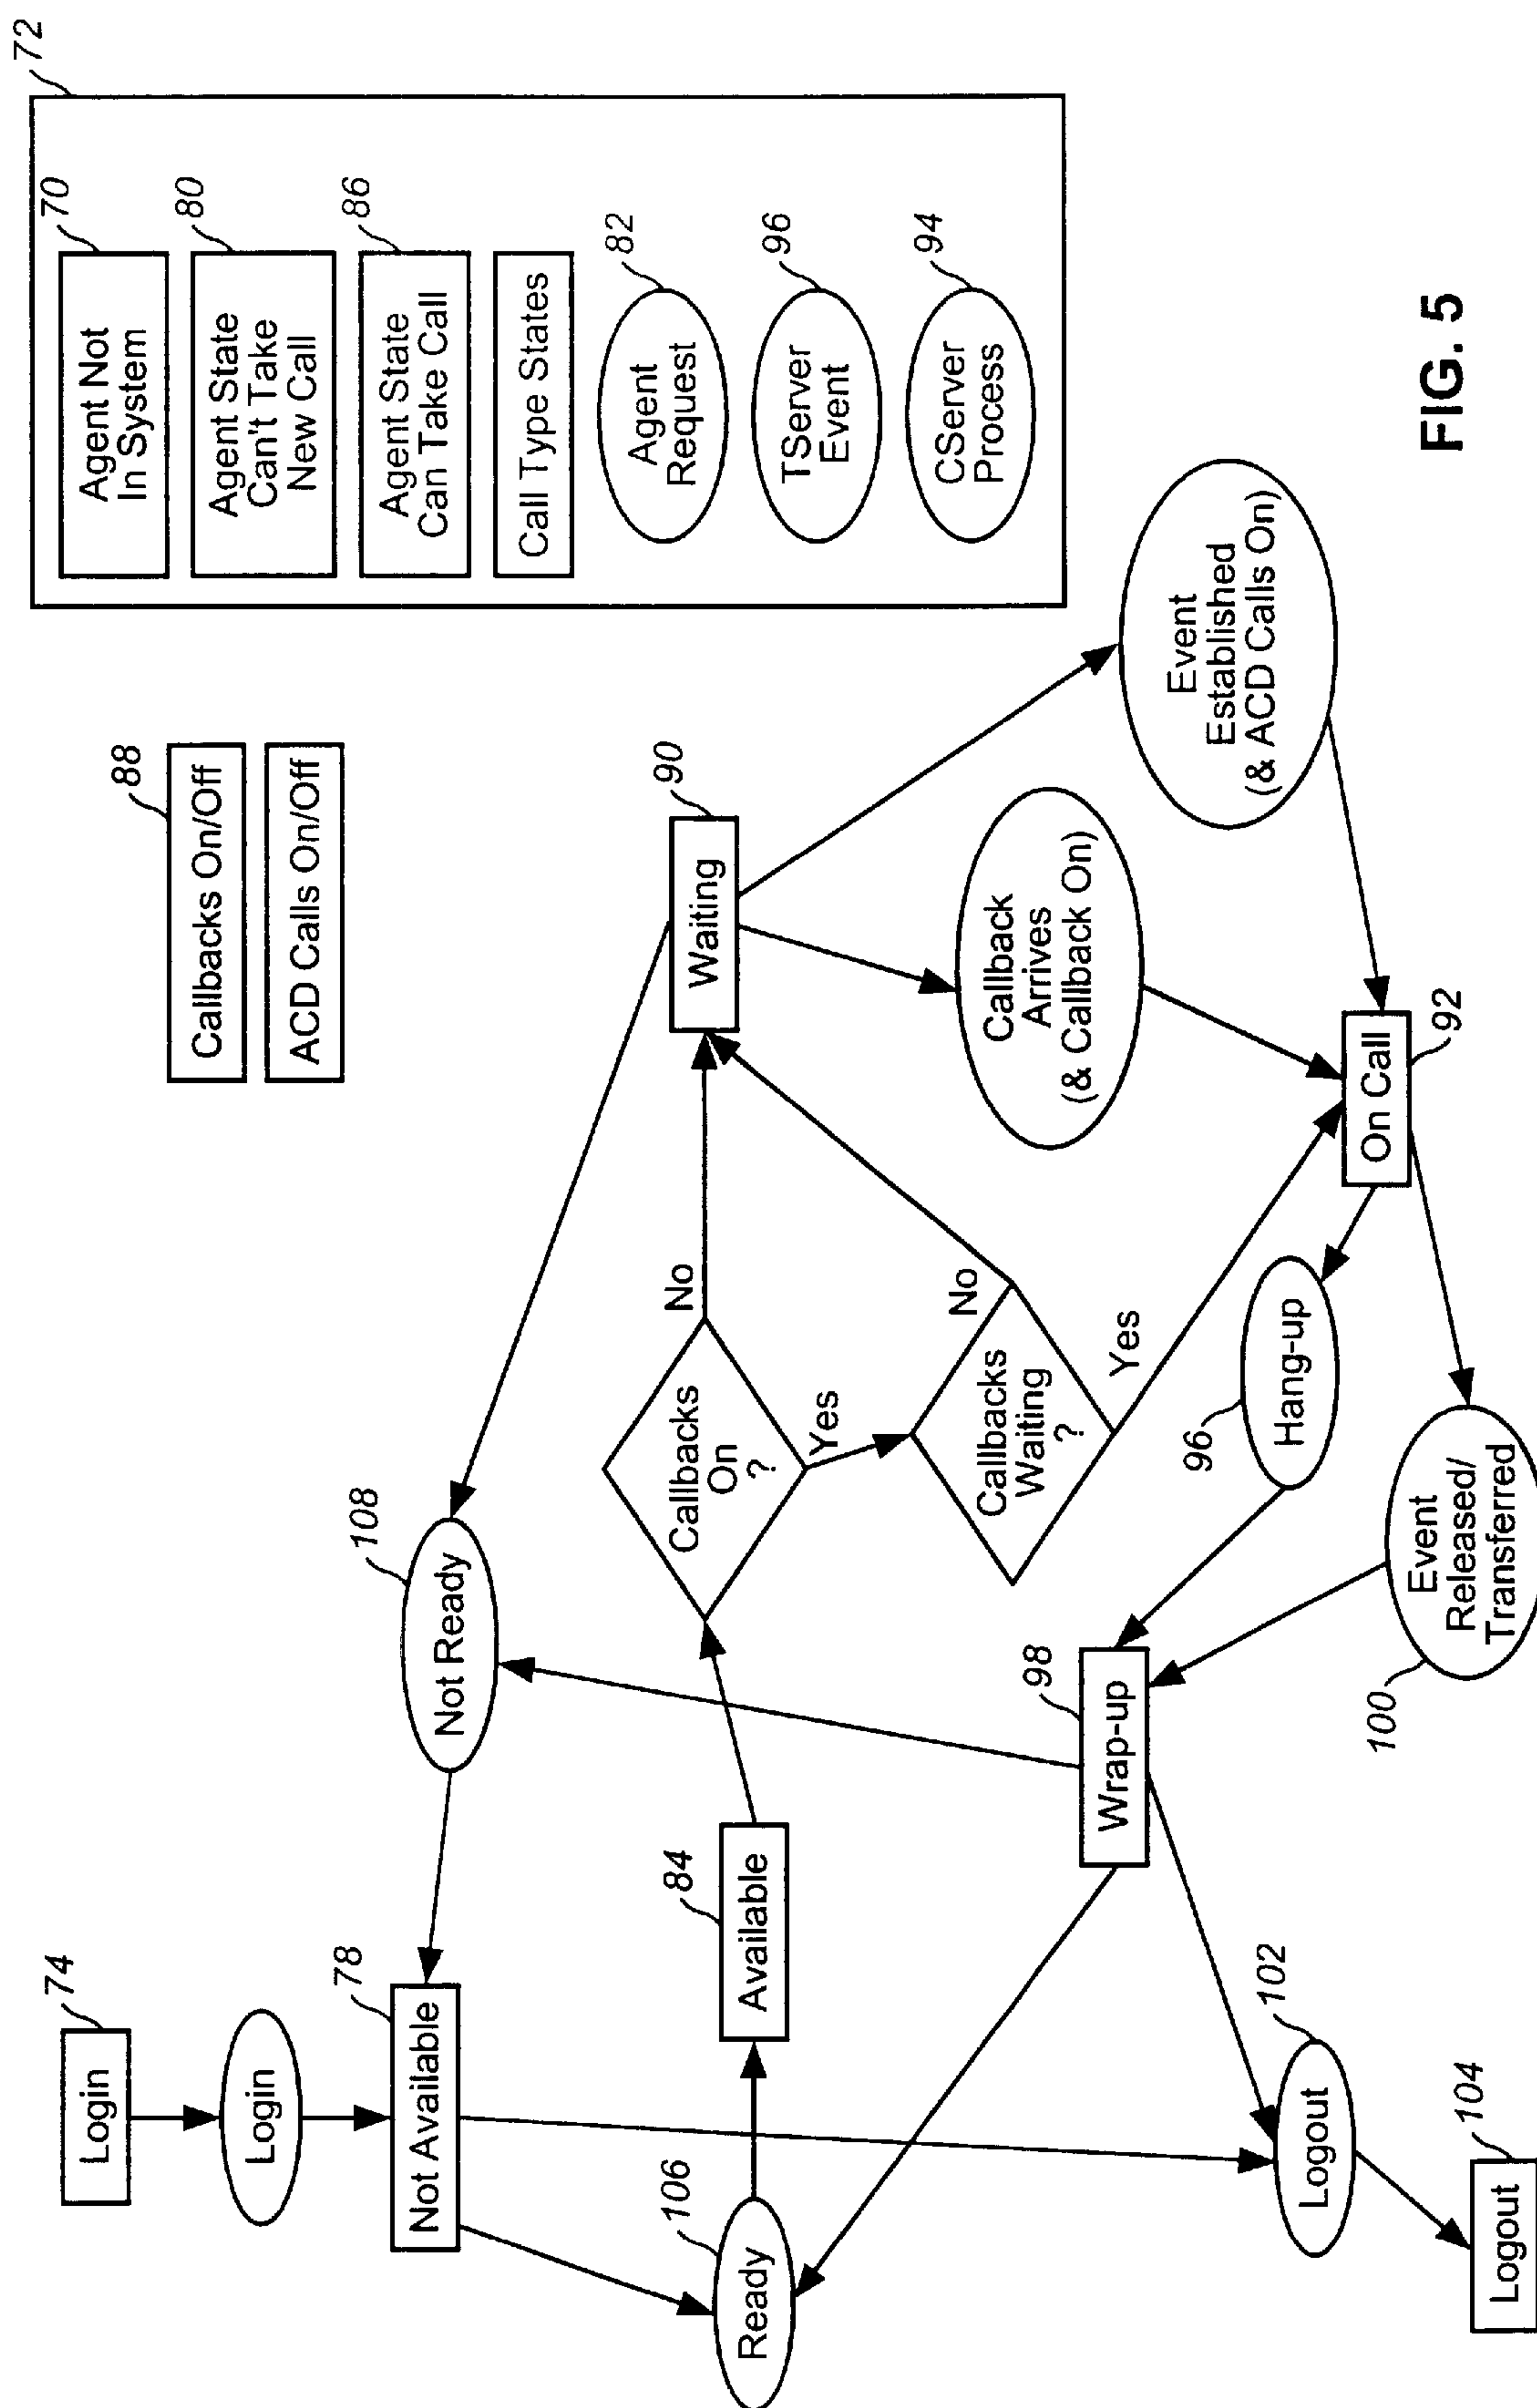 72
70
Agent Not
In System
80
Agent State
Can't Take
New Call
86
Agent State
Can Take Call
Call Type States
82
Agent
Request
96
TServer
Event
94
CServer
Process
88
Callbacks On/Off
ACD Calls On/Off
74
Login
Login
78
Not Available
108
Not Ready
106
Ready
84
Available
Callbacks
On
?
No
Yes
90
Waiting
Callbacks
Waiting
?
No
Yes
Callback
Arrives
(& Callback On)
Event
Established
(& ACD Calls On)
98
Wrap-up
96
Hang-up
On Call
92
102
Logout
100
Event
Released/
Transferred
104
Logout
FIG. 5